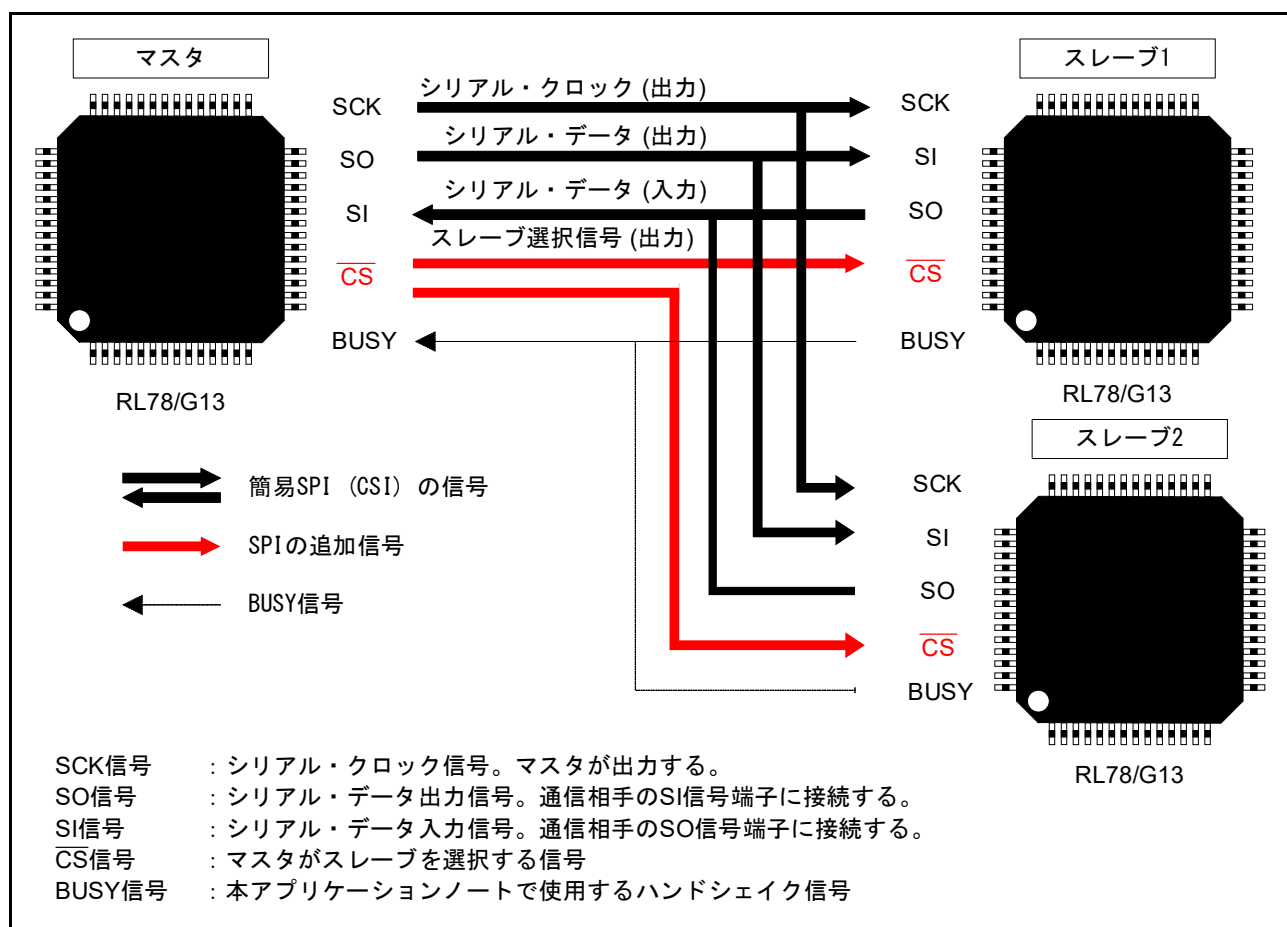 マスタ
スレーブ1
SCK
シリアル・クロック (出力)
SCK
SO
シリアル・データ (出力)
SI
SI
シリアル・データ (入力)
SO
CS
スレーブ選択信号 (出力)
CS
BUSY
BUSY
RL78/G13
RL78/G13
スレーブ2
簡易SPI (CSI) の信号
SPIの追加信号
BUSY信号
SCK
SI
SO
CS
BUSY
RL78/G13
SCK信号 : シリアル・クロック信号。マスタが出力する。
SO信号 : シリアル・データ出力信号。通信相手のSI信号端子に接続する。
SI信号 : シリアル・データ入力信号。通信相手のSO信号端子に接続する。
CS信号 : マスタがスレーブを選択する信号
BUSY信号 : 本アプリケーションノートで使用するハンドシェイク信号